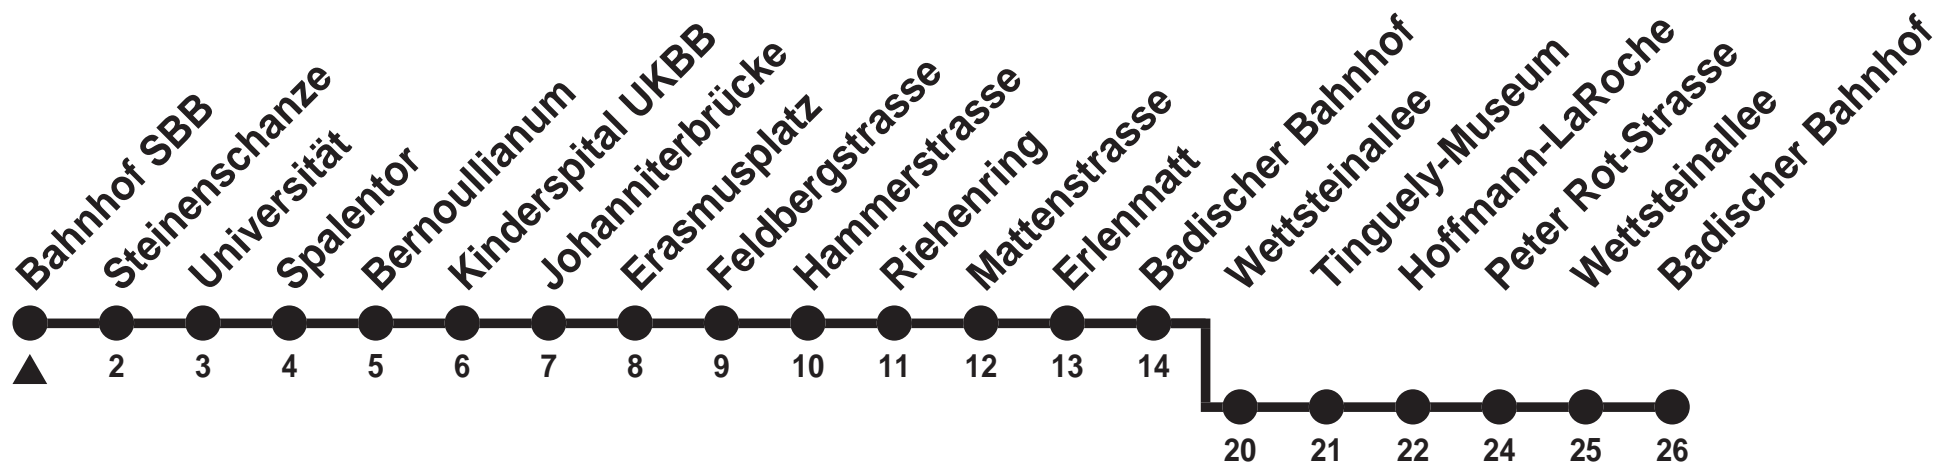 Bahnhof SBB
Steinenschanze
Universität
Spalentor
Bernoullianum
Kinderspital UKBB
Johanniterbrücke
Erasmusplatz
Feldbergstrasse
Hammerstrasse
Riehenring
Mattenstrasse
Erlenmatt
Badischer Bahnhof
Wettsteinallee
Tinguely-Museum
Hoffmann-LaRoche
Peter Rot-Strasse
Wettsteinallee
Badischer Bahnhof
2 3 4 5 6 7 8 9 10 11 12 13 14
20 21 22 24 25 26